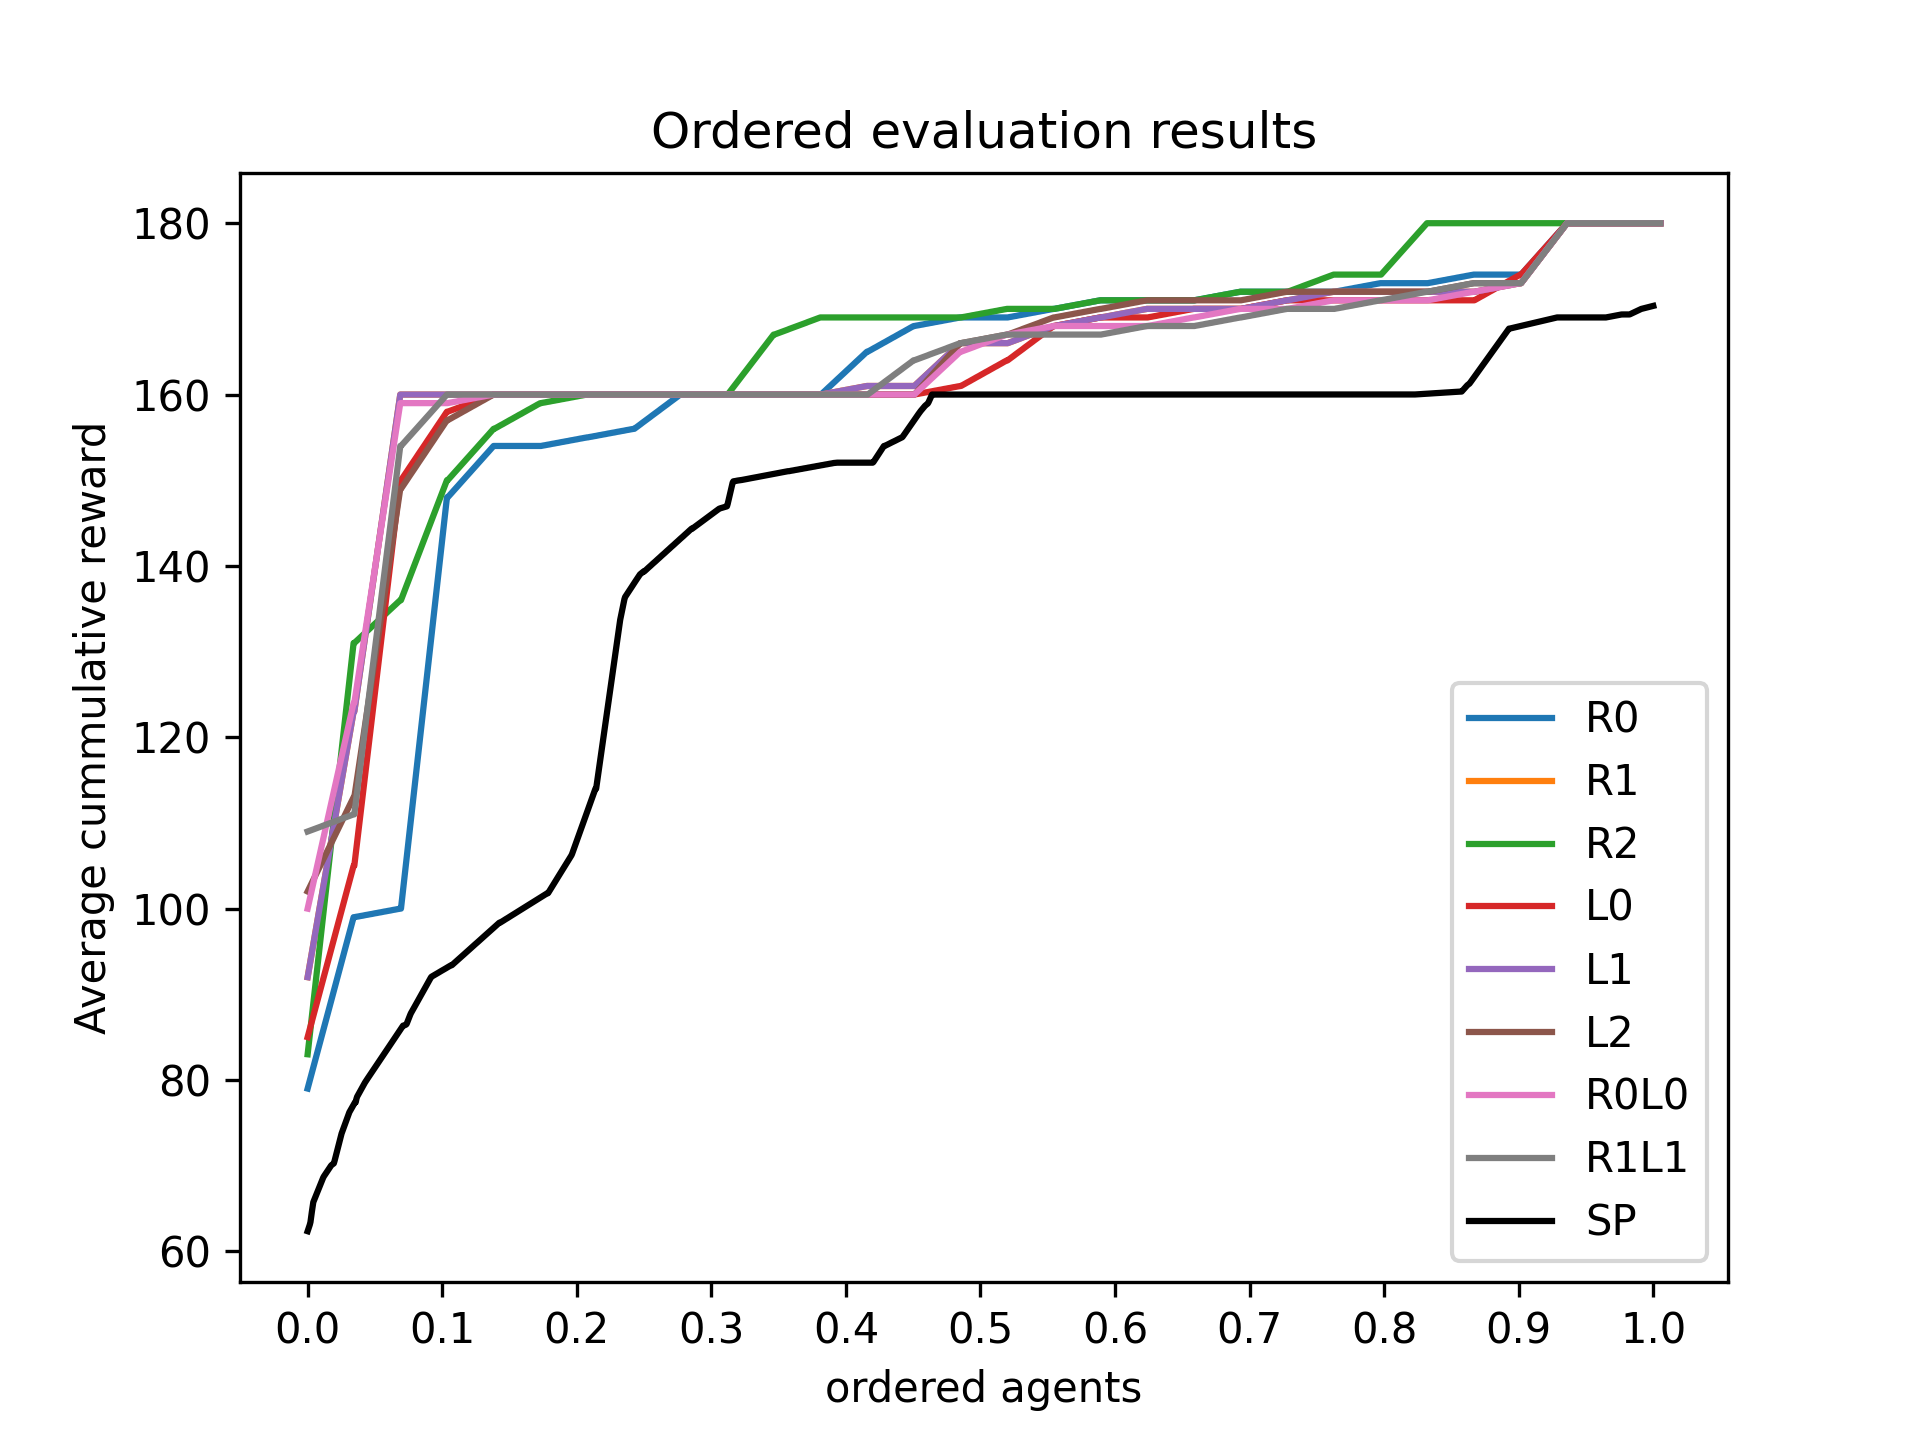 Ordered evaluation results
Average cummulative reward
180
160
140
120
100
80
60
R0
R1
R2
L0
L1
L2
R0L0
R1L1
SP
0.0 0.1 0.2 0.3 0.4 0.5 0.6 0.7 0.8 0.9 1.0
ordered agents